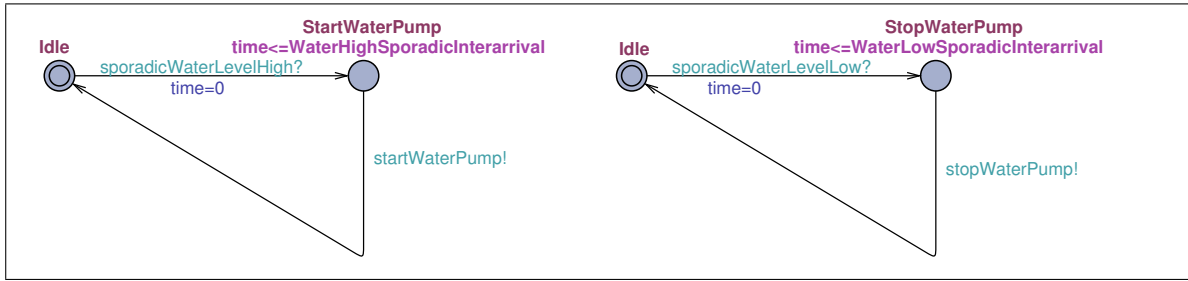 StartWaterPump
time<=WaterHighSporadicInterarrival
Idle
sporadicWaterLevelHigh?
time=0
startWaterPump!
StopWaterPump
time<=WaterLowSporadicInterarrival
Idle
sporadicWaterLevelLow?
time=0
stopWaterPump!